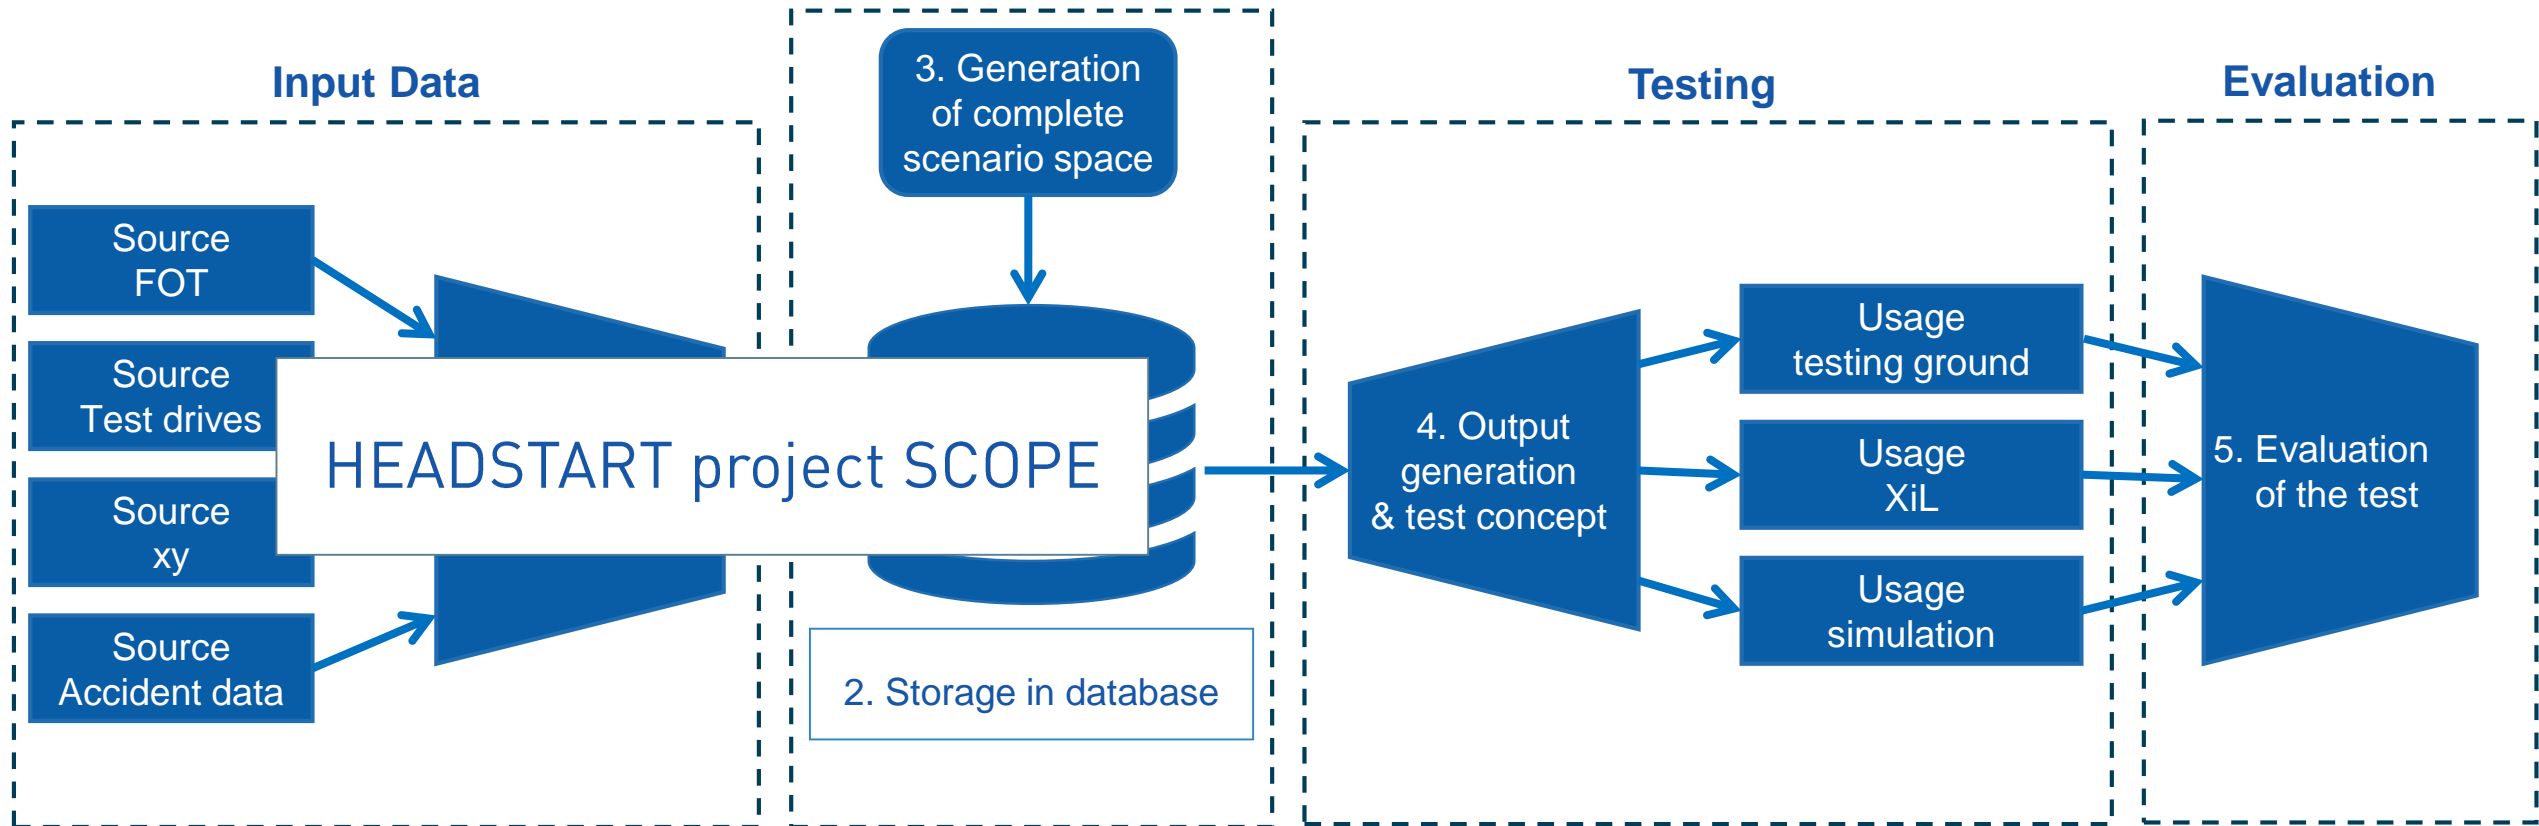 Input Data
Source
FOT
Source
Test drives
Source
xy
Source
Accident data
3. Generation
of complete
scenario space
HEADSTART project SCOPE
2. Storage in database
Testing
4. Output
generation
& test concept
Usage
testing ground
Usage
XiL
Usage
simulation
Evaluation
5. Evaluation
of the test